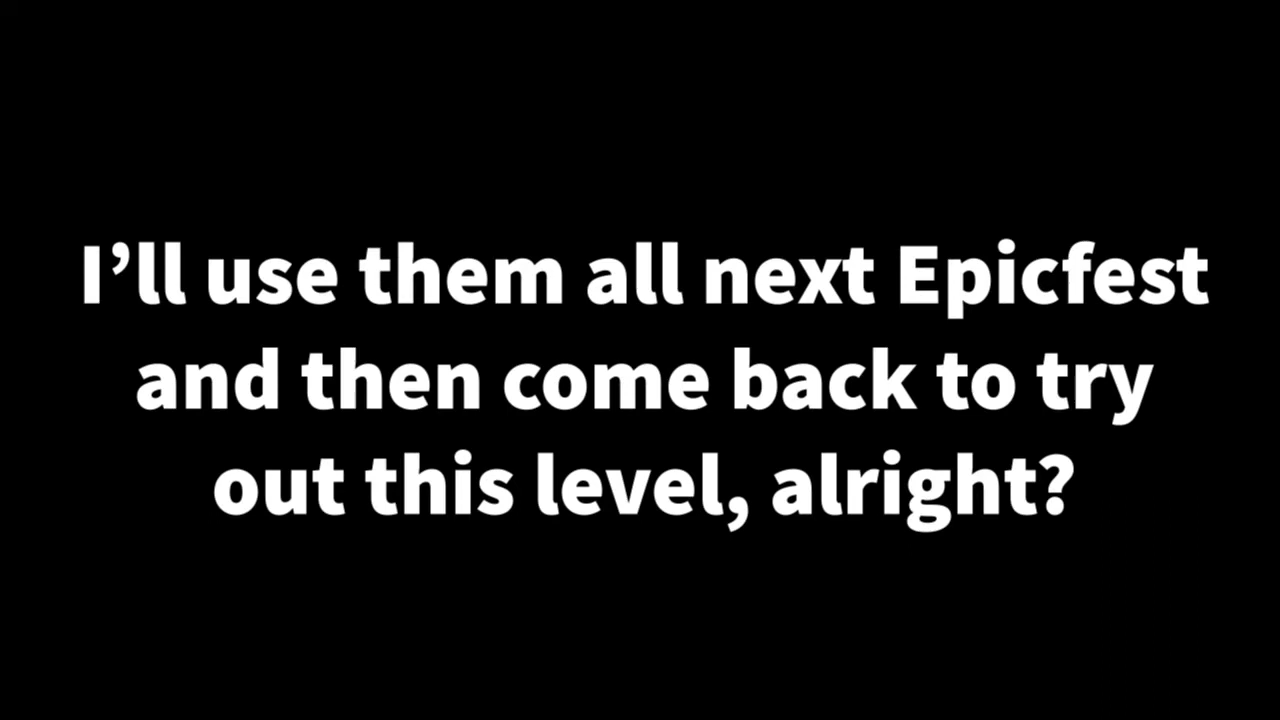 I’ll use them all next Epicfest
and then come back to try
out this level, alright?